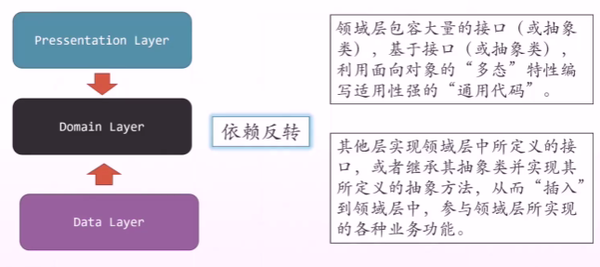 Pressentation Layer
Domain Layer
Data Layer
依赖反转
领域层包容大量的接口（或抽象
类），基于接口（或抽象类），
利用面向对象的“多态”特性编
写适用性强的“通用代码”。
其他层实现领域层中所定义的接
口，或者继承其抽象类并实现其
所定义的抽象方法，从而“插入”
到领域层中，参与领域层所实现
的各种业务功能。